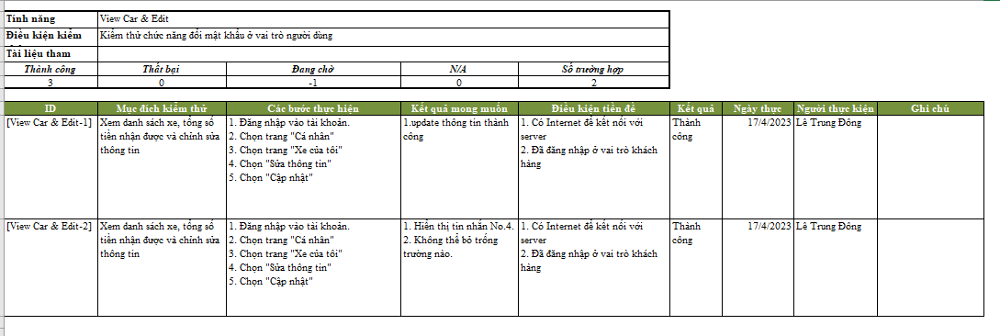 Tính năng View Car & Edit
Điều kiện kiểm Kiểm thử chức năng đổi mật khẩu ở vai trò người dùng
Tài liệu tham
Thành công Thất bại Đang chờ N/A Số trường hợp
3 0 -1 0 2
ID Mục đích kiểm thử Các bước thực hiện Kết quả mong muốn Điều kiện tiền đề Kết quả Ngày thực Người thực kiện Ghi chú
[View Car & Edit-1] Xem danh sách xe, tổng số 1. Đăng nhập vào tài khoản. 1.update thông tin thành 1. Có Internet để kết nối với Thành 17/4/2023 Lê Trung Đông
tiền nhận được và chỉnh sửa 2. Chọn trang "Cá nhân" công server công
thông tin 3. Chọn trang "Xe của tôi" 2. Đã đăng nhập ở vai trò khách
4. Chọn "Sửa thông tin" hàng
5. Chọn "Cập nhật"
[View Car & Edit-2] Xem danh sách xe, tổng số 1. Đăng nhập vào tài khoản. 1. Hiển thị tin nhắn No.4. 1. Có Internet để kết nối với Thành 17/4/2023 Lê Trung Đông
tiền nhận được và chỉnh sửa 2. Chọn trang "Cá nhân" 2. Không thể bỏ trống server công
thông tin 3. Chọn trang "Xe của tôi" trường nào. 2. Đã đăng nhập ở vai trò khách
4. Chọn "Sửa thông tin" hàng
5. Chọn "Cập nhật"